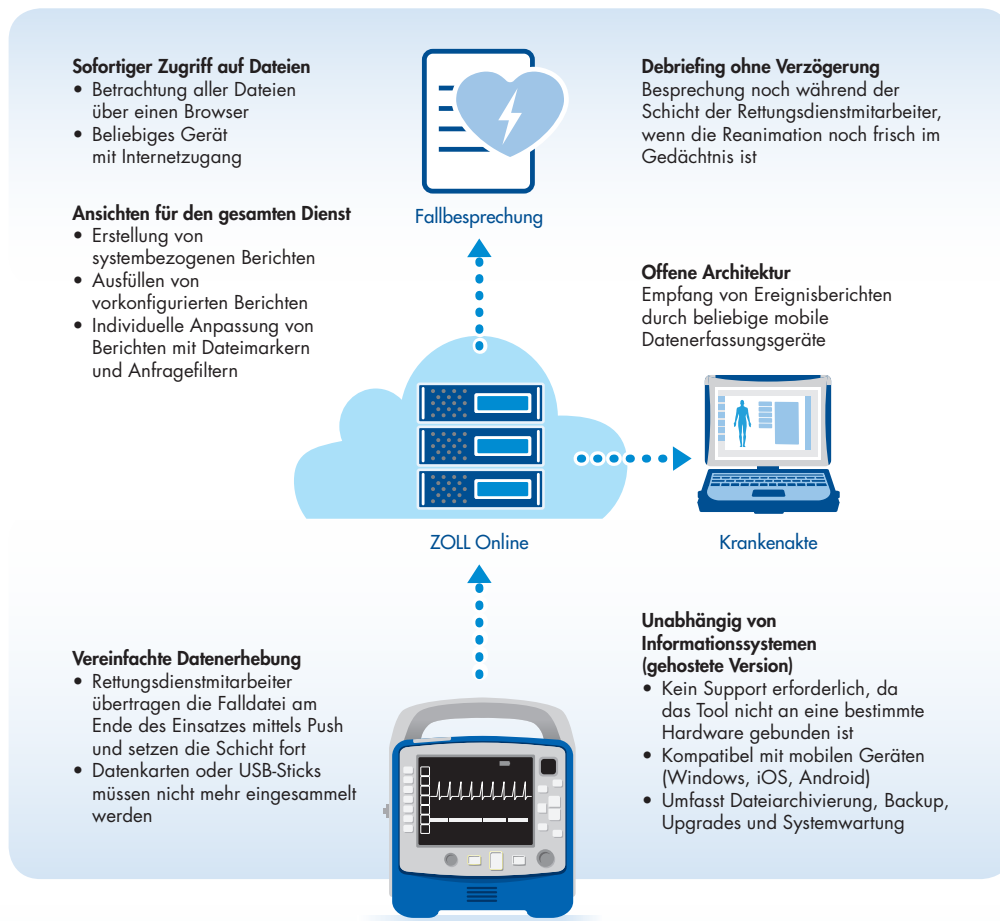 Sofortiger Zugriff auf Dateien
• Betrachtung aller Dateien
über einen Browser
• Beliebiges Gerät
mit Internetzugang
Ansichten für den gesamten Dienst
• Erstellung von
systembezogenen Berichten
• Ausfüllen von
vorkonfigurierten Berichten
• Individuelle Anpassung von
Berichten mit Dateimarkern
und Anfragefiltern
Fallbesprechung
Debriefing ohne Verzögerung
Besprechung noch während der
Schicht der Rettungsdienstmitarbeiter,
wenn die Reanimation noch frisch im
Gedächtnis ist
Offene Architektur
Empfang von Ereignisberichten
durch beliebige mobile
Datenerfassungsgeräte
ZOLL Online
Krankenakte
Vereinfachte Datenerhebung
• Rettungsdienstmitarbeiter
übertragen die Falldatei am
Ende des Einsatzes mittels Push
und setzen die Schicht fort
• Datenkarten oder USB-Sticks
müssen nicht mehr eingesammelt
werden
Unabhängig von
Informationssystemen
(gehostete Version)
• Kein Support erforderlich, da
das Tool nicht an eine bestimmte
Hardware gebunden ist
• Kompatibel mit mobilen Geräten
(Windows, iOS, Android)
• Umfasst Dateiarchivierung, Backup,
Upgrades und Systemwartung